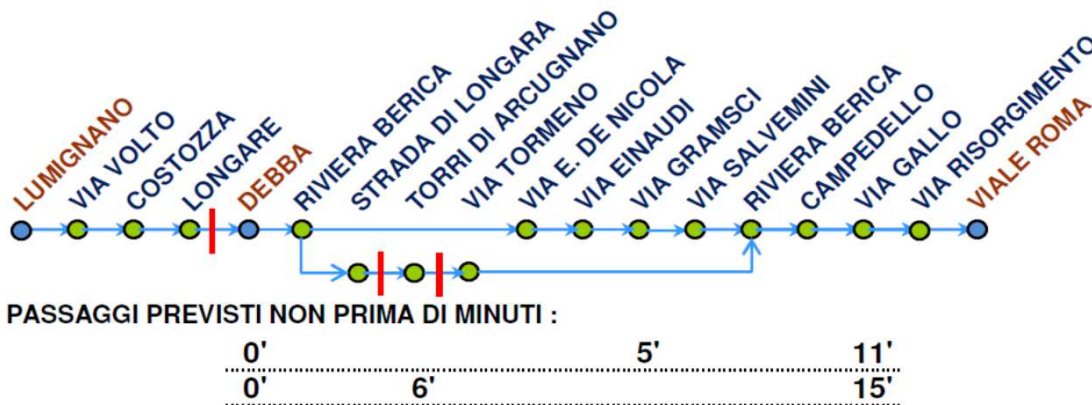 LUMIGNANO
VIA VOLTO
COSTOZZA
LONGARE
DEBBA
RIVIERA BERICA
STRADA DI LONGARA
TORRI DI ARCUGNANO
VIA TORMENO
VIA E. DE NICOLA
VIA EINAUDI
VIA GRAMSCI
VIA SALVEMINI
RIVIERA BERICA
CAMPEDELLO
VIA GALLO
VIA RISORGIMENTO
VIALE ROMA
PASSAGGI PREVISTI NON PRIMA DI MINUTI :
0' 5' 11'
0' 6' 15'